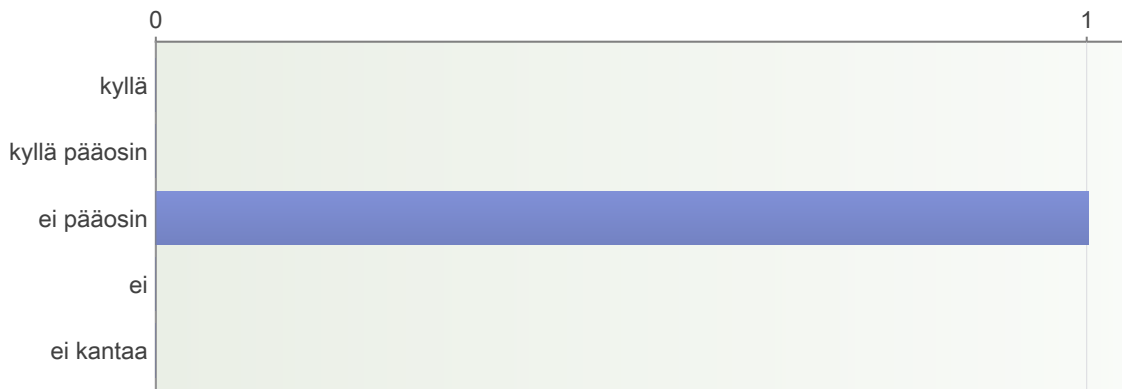 0 1
kyllä
kyllä pääosin
ei pääosin
ei
ei kantaa